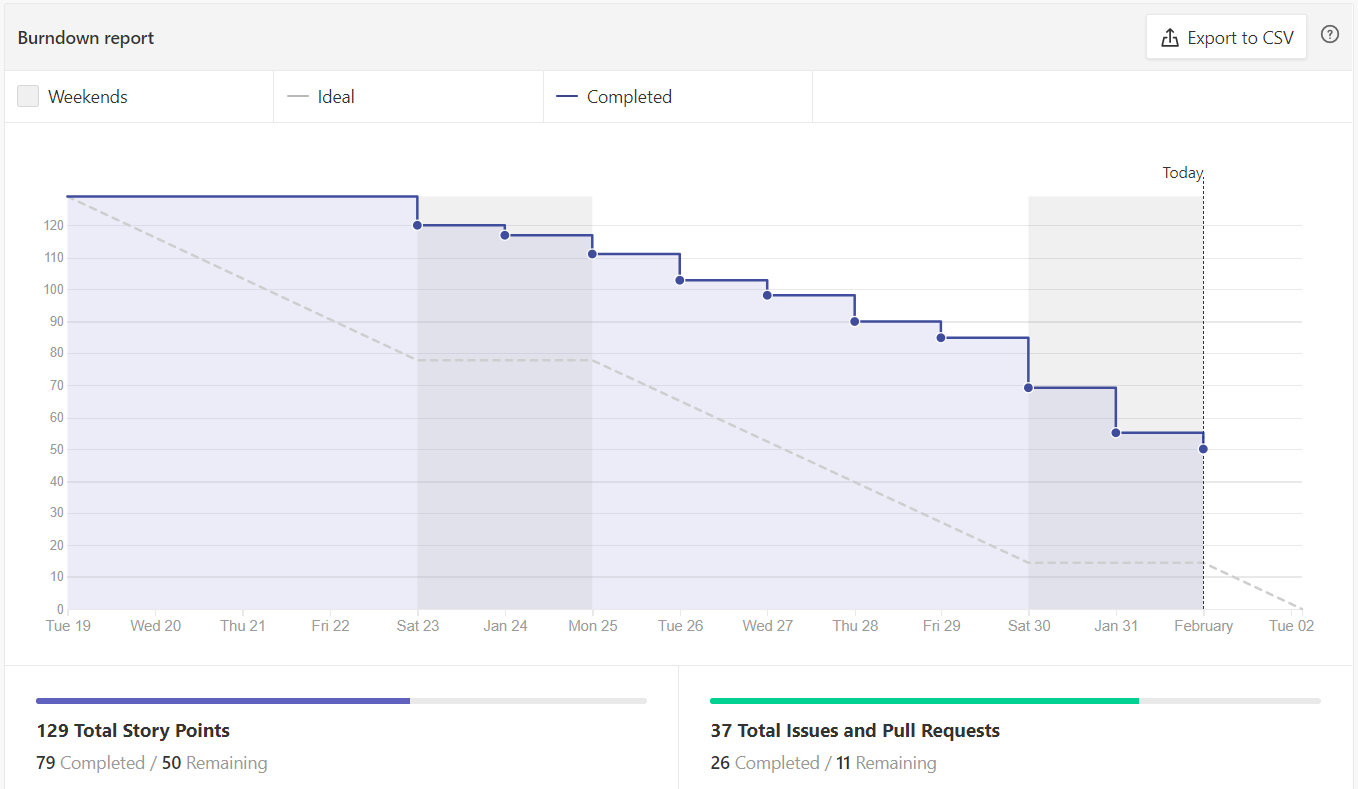 Burndown report
Export to CSV
Weekends
Ideal
Completed
Today
120
110
100
90
80
70
60
50
40
30
20
10
0
Tue 19 Wed 20 Thu 21 Fri 22 Sat 23 Jan 24 Mon 25 Tue 26 Wed 27 Thu 28 Fri 29 Sat 30 Jan 31 February Tue 02
129 Total Story Points
79 Completed / 50 Remaining
37 Total Issues and Pull Requests
26 Completed / 11 Remaining